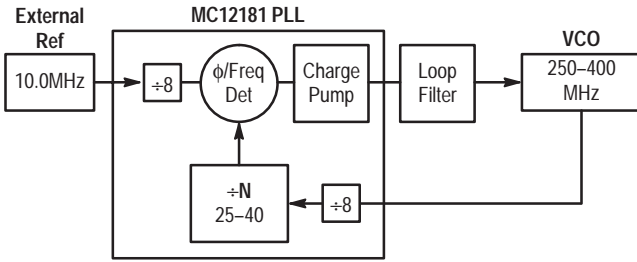 External
Ref
MC12181 PLL
VCO
10.0MHz
÷8
ϕ/Freq
Det
Charge
Pump
Loop
Filter
250–400
MHz
÷N
25–40
÷8